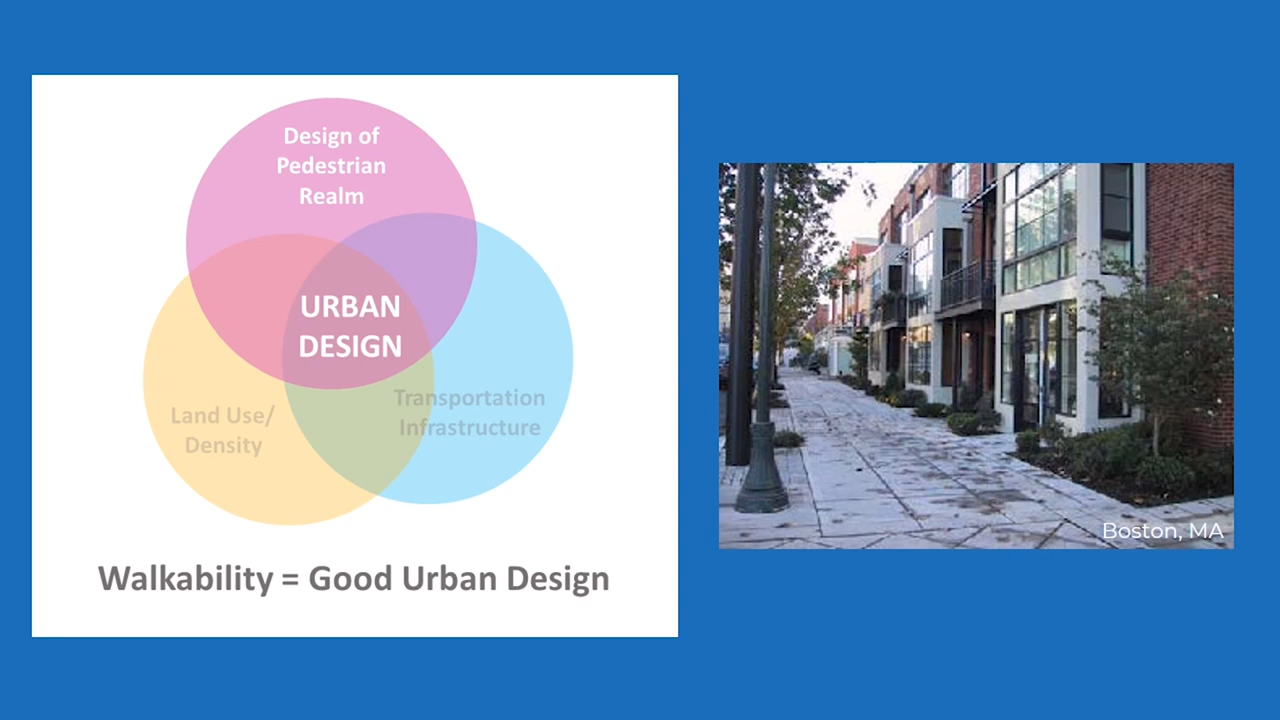 Design of
Pedestrian
Realm
URBAN
DESIGN
Land Use/
Density
Transportation
Infrastructure
Walkability = Good Urban Design
Boston, MA